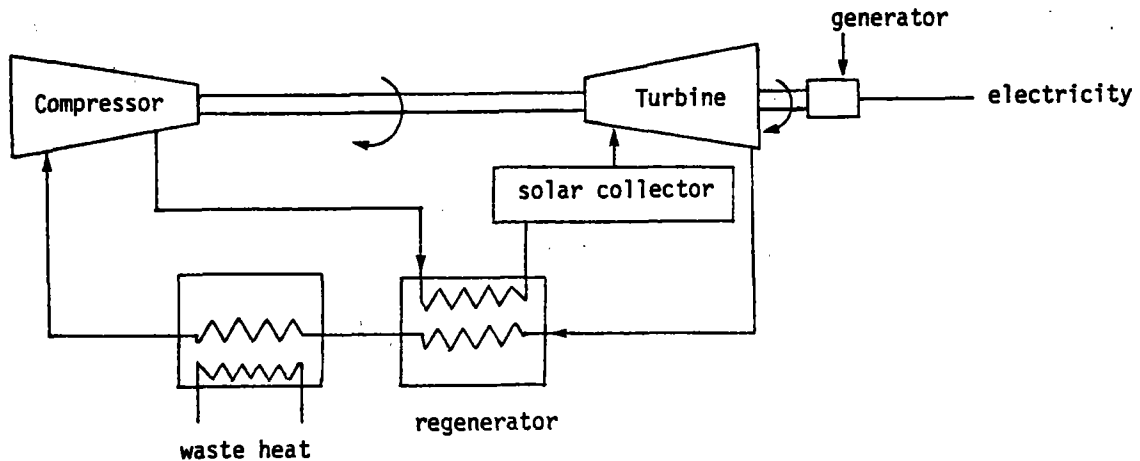 generator
Compressor
Turbine
electricity
solar collector
regenerator
waste heat